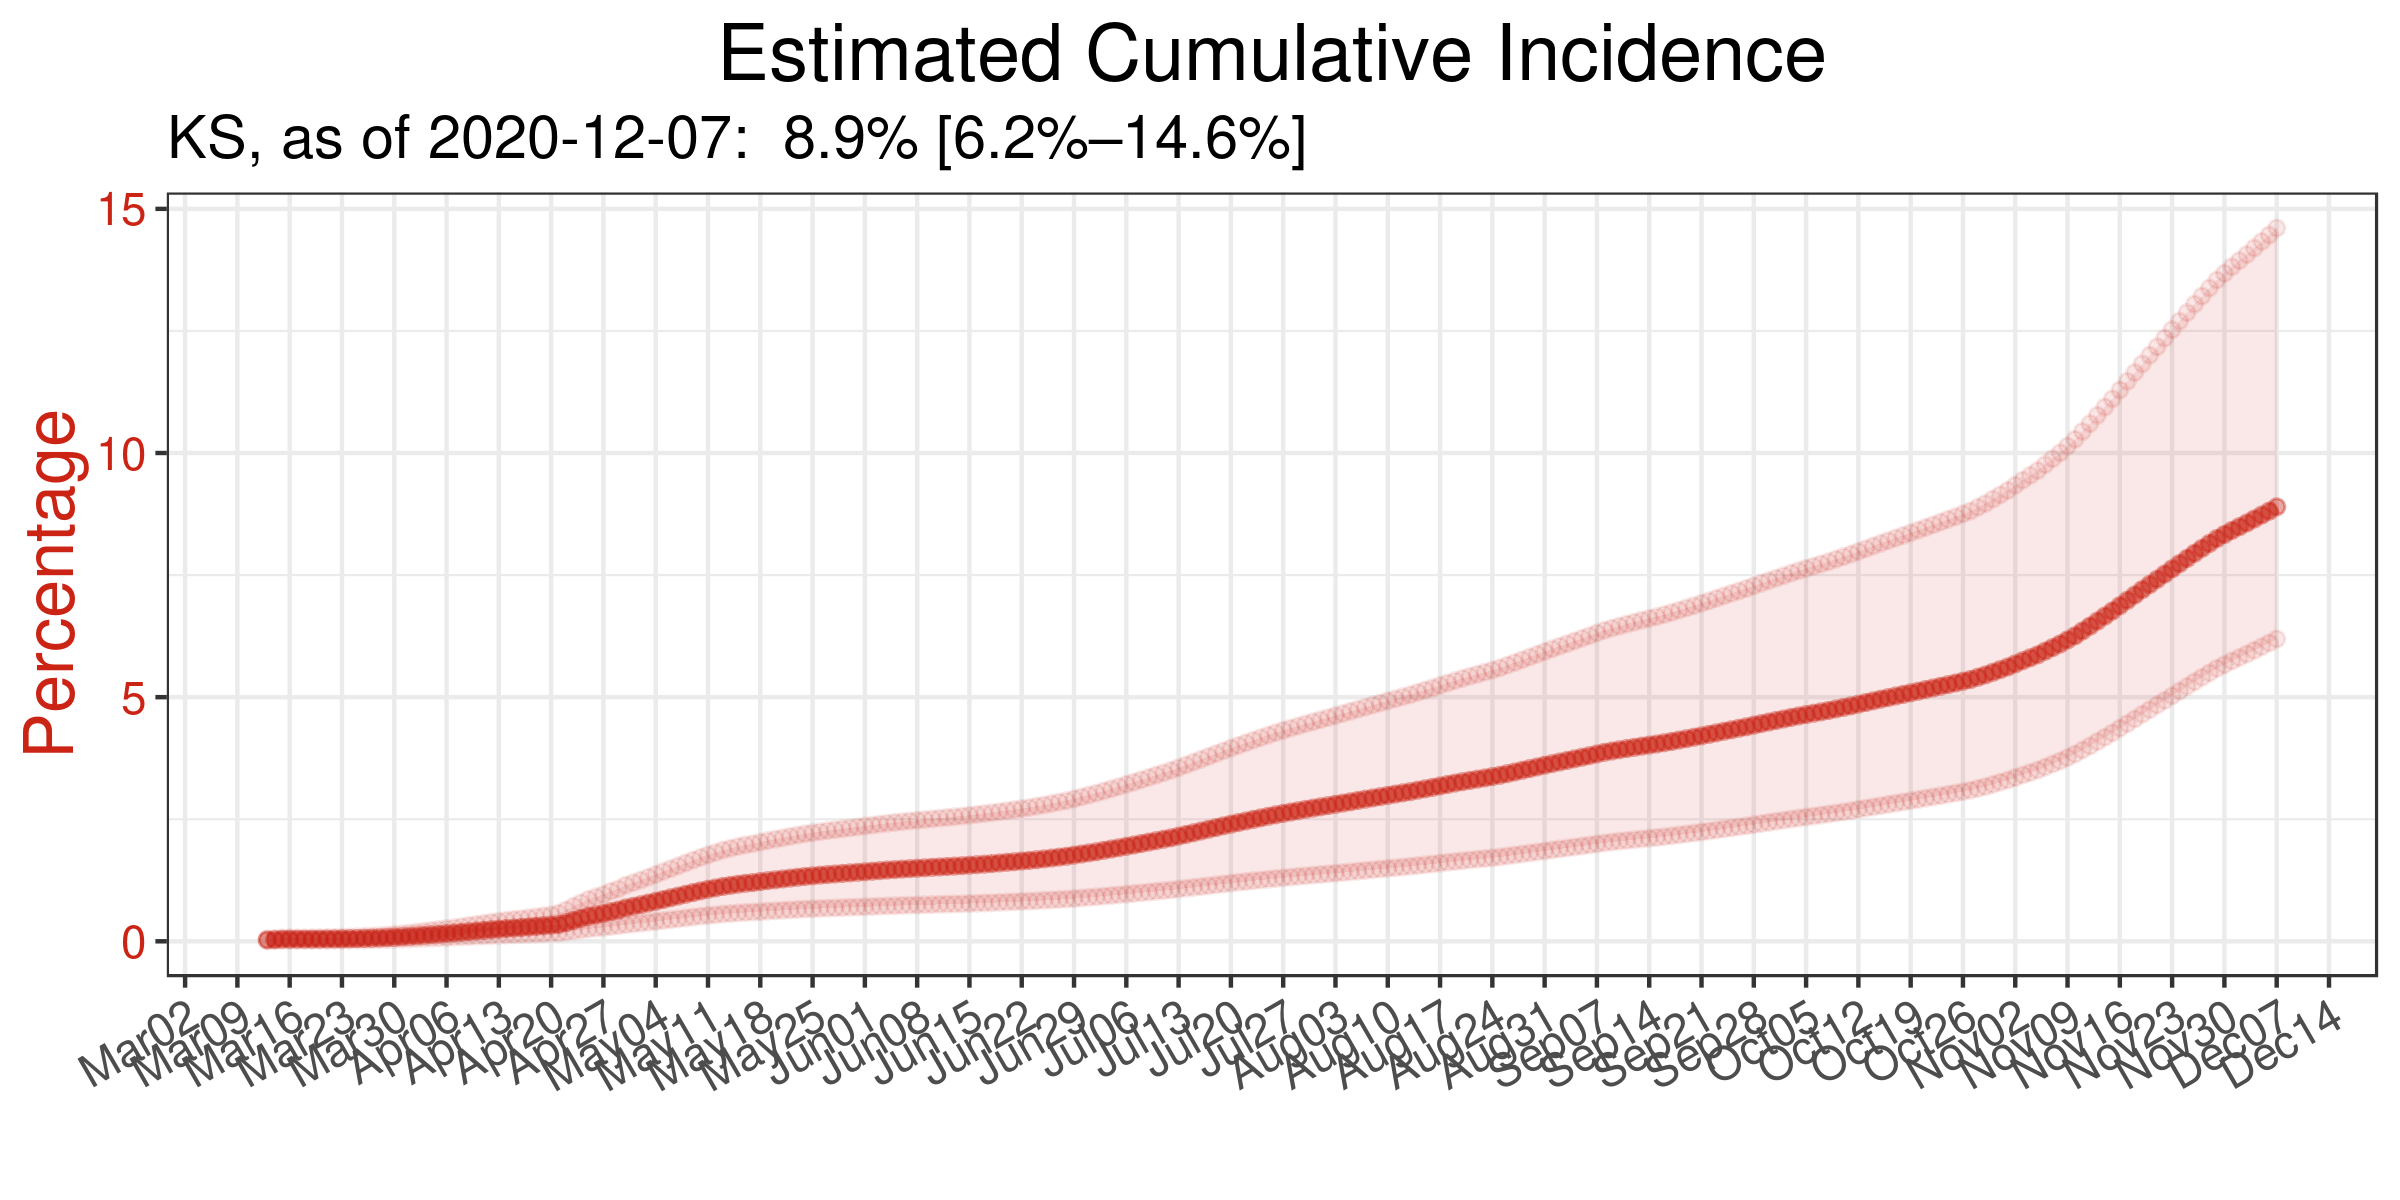 Estimated Cumulative Incidence
KS, as of 2020-12-07:  8.9% [6.2%–14.6%]
Percentage
15
10
5
0
Mar02
Mar09
Mar16
Mar23
Mar30
Apr06
Apr13
Apr20
Apr27
May04
May11
May18
May25
Jun01
Jun08
Jun15
Jun22
Jun29
Jul06
Jul13
Jul20
Jul27
Aug03
Aug10
Aug17
Aug24
Aug31
Sep07
Sep14
Sep21
Sep28
Oct05
Oct12
Oct19
Oct26
Nov02
Nov09
Nov16
Nov23
Nov30
Dec07
Dec14